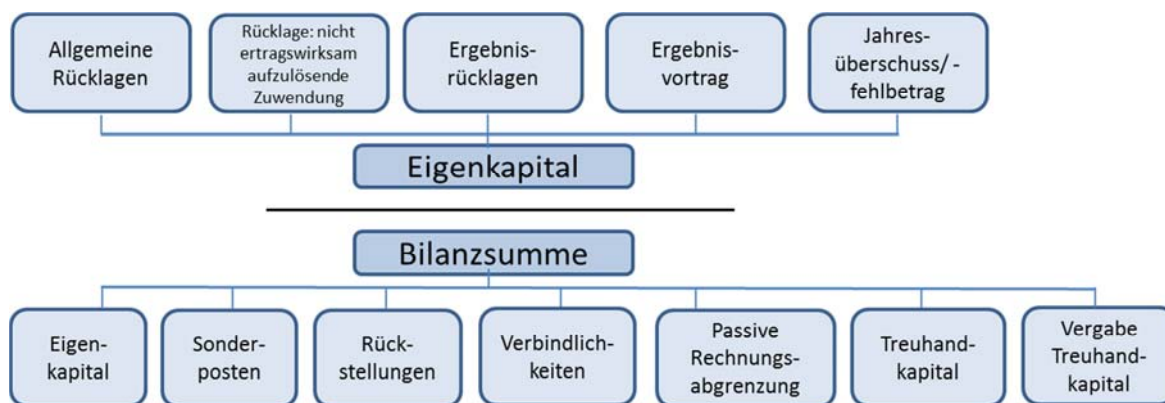 Allgemeine
Rücklagen
Rücklage: nicht
ertragswirksam
aufzulösende
Zuwendung
Ergebnis-
rücklagen
Ergebnis-
vortrag
Jahres-
überschuss/ -
fehlbetrag
Eigenkapital
Bilanzsumme
Eigen-
kapital
Sonder-
posten
Rück-
stellungen
Verbindlich-
keiten
Passive
Rechnungs-
abgrenzung
Treuhand-
kapital
Vergabe
Treuhand-
kapital